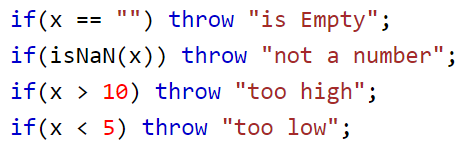 if(x == "") throw "is Empty";
if(isNaN(x)) throw "not a number";
if(x > 10) throw "too high";
if(x < 5) throw "too low";